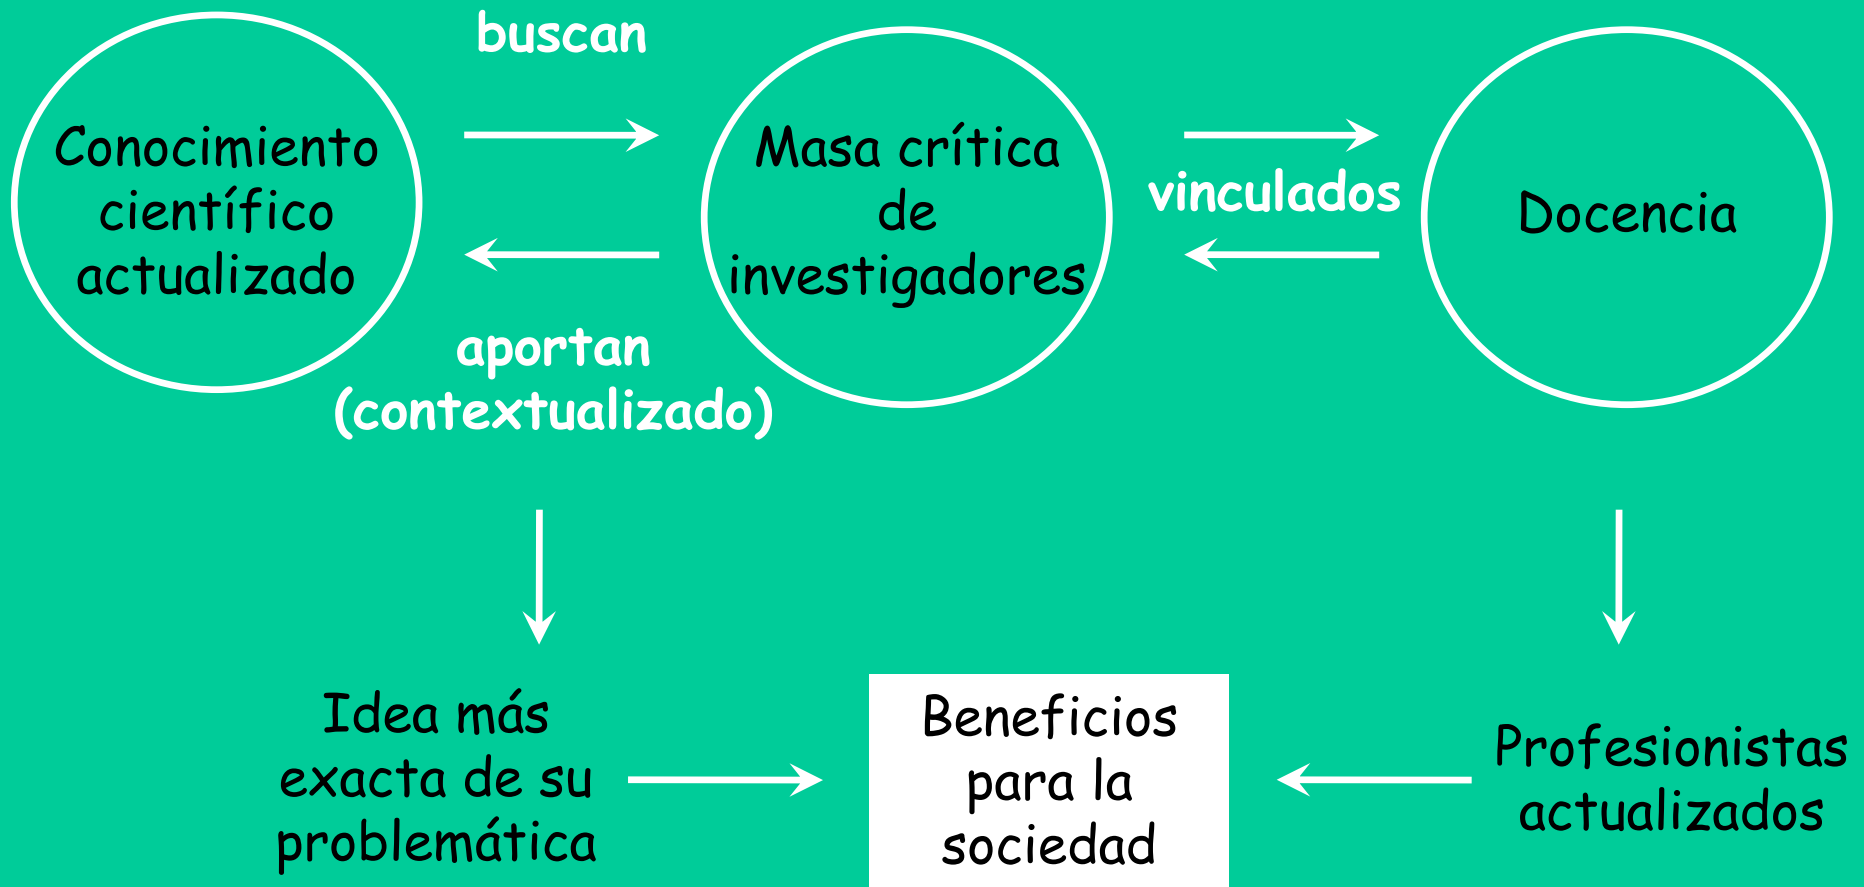 buscan
Conocimiento
científico
actualizado
aportan
(contextualizado)
Masa crítica
de
investigadores
vinculados
Docencia
Idea más
exacta de su
problemática
Beneficios
para la
sociedad
Profesionistas
actualizados